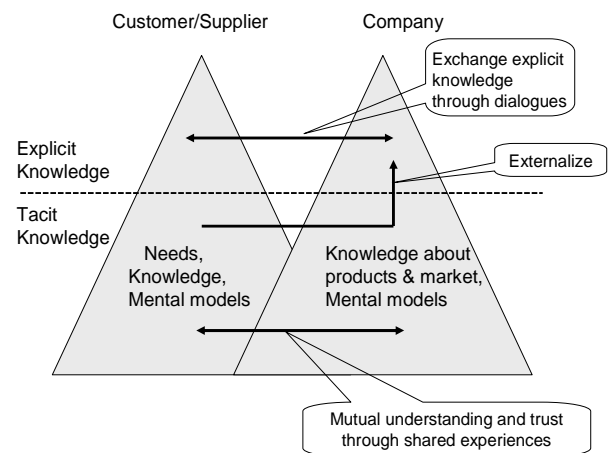 Customer/Supplier
Company
Exchange explicit
knowledge
through dialogues
Explicit
Knowledge
Externalize
Tacit
Knowledge
Needs,
Knowledge,
Mental models
Knowledge about
products & market,
Mental models
Mutual understanding and trust
through shared experiences